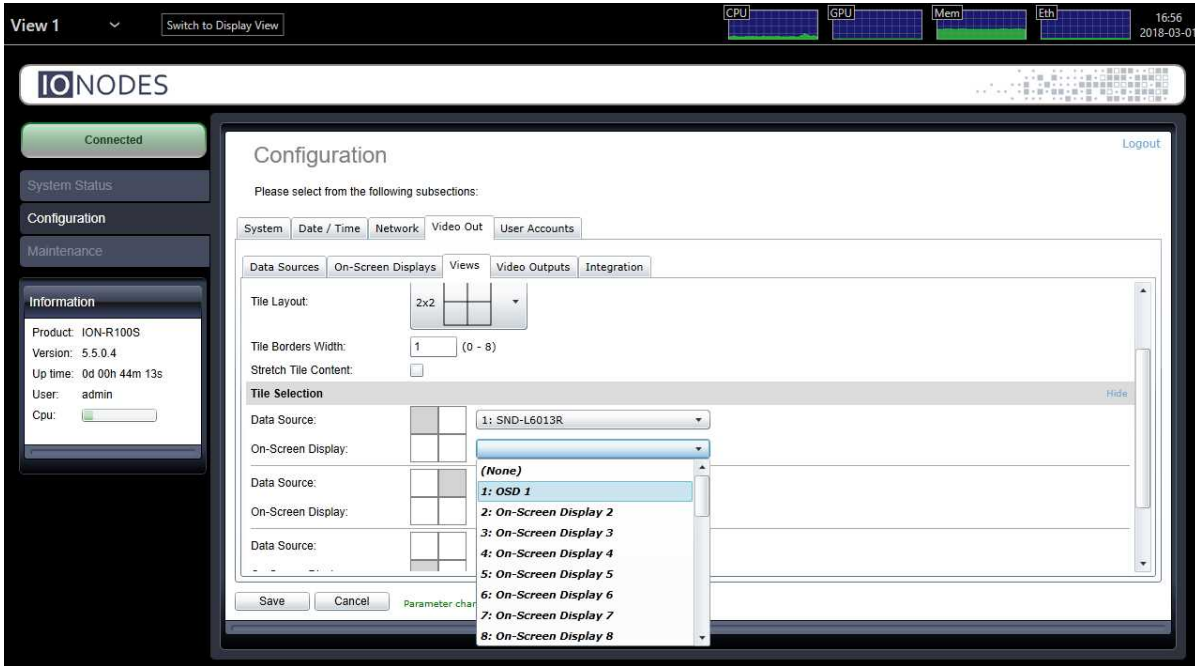 View 1
Switch to Display View
CPU
GPU
Mem
Eth
16:56
2018-03-01
IONODES
Connected
System Status
Configuration
Maintenance
Information
Product: ION-R100S
Version: 5.5.0.4
Up time: 0d 00h 44m 13s
User: admin
Cpu:
Logout
Configuration
Please select from the following subsections:
System Date / Time Network Video Out User Accounts
Data Sources On-Screen Displays Views Video Outputs Integration
Tile Layout: 2x2
Tile Borders Width: 1 (0 - 8)
Stretch Tile Content:
Tile Selection Hide
Data Source: 1: SND-L6013R
On-Screen Display:
(None)
1: OSD 1
2: On-Screen Display 2
3: On-Screen Display 3
4: On-Screen Display 4
5: On-Screen Display 5
6: On-Screen Display 6
7: On-Screen Display 7
8: On-Screen Display 8
Data Source:
On-Screen Display:
Data Source:
Save Cancel Parameter